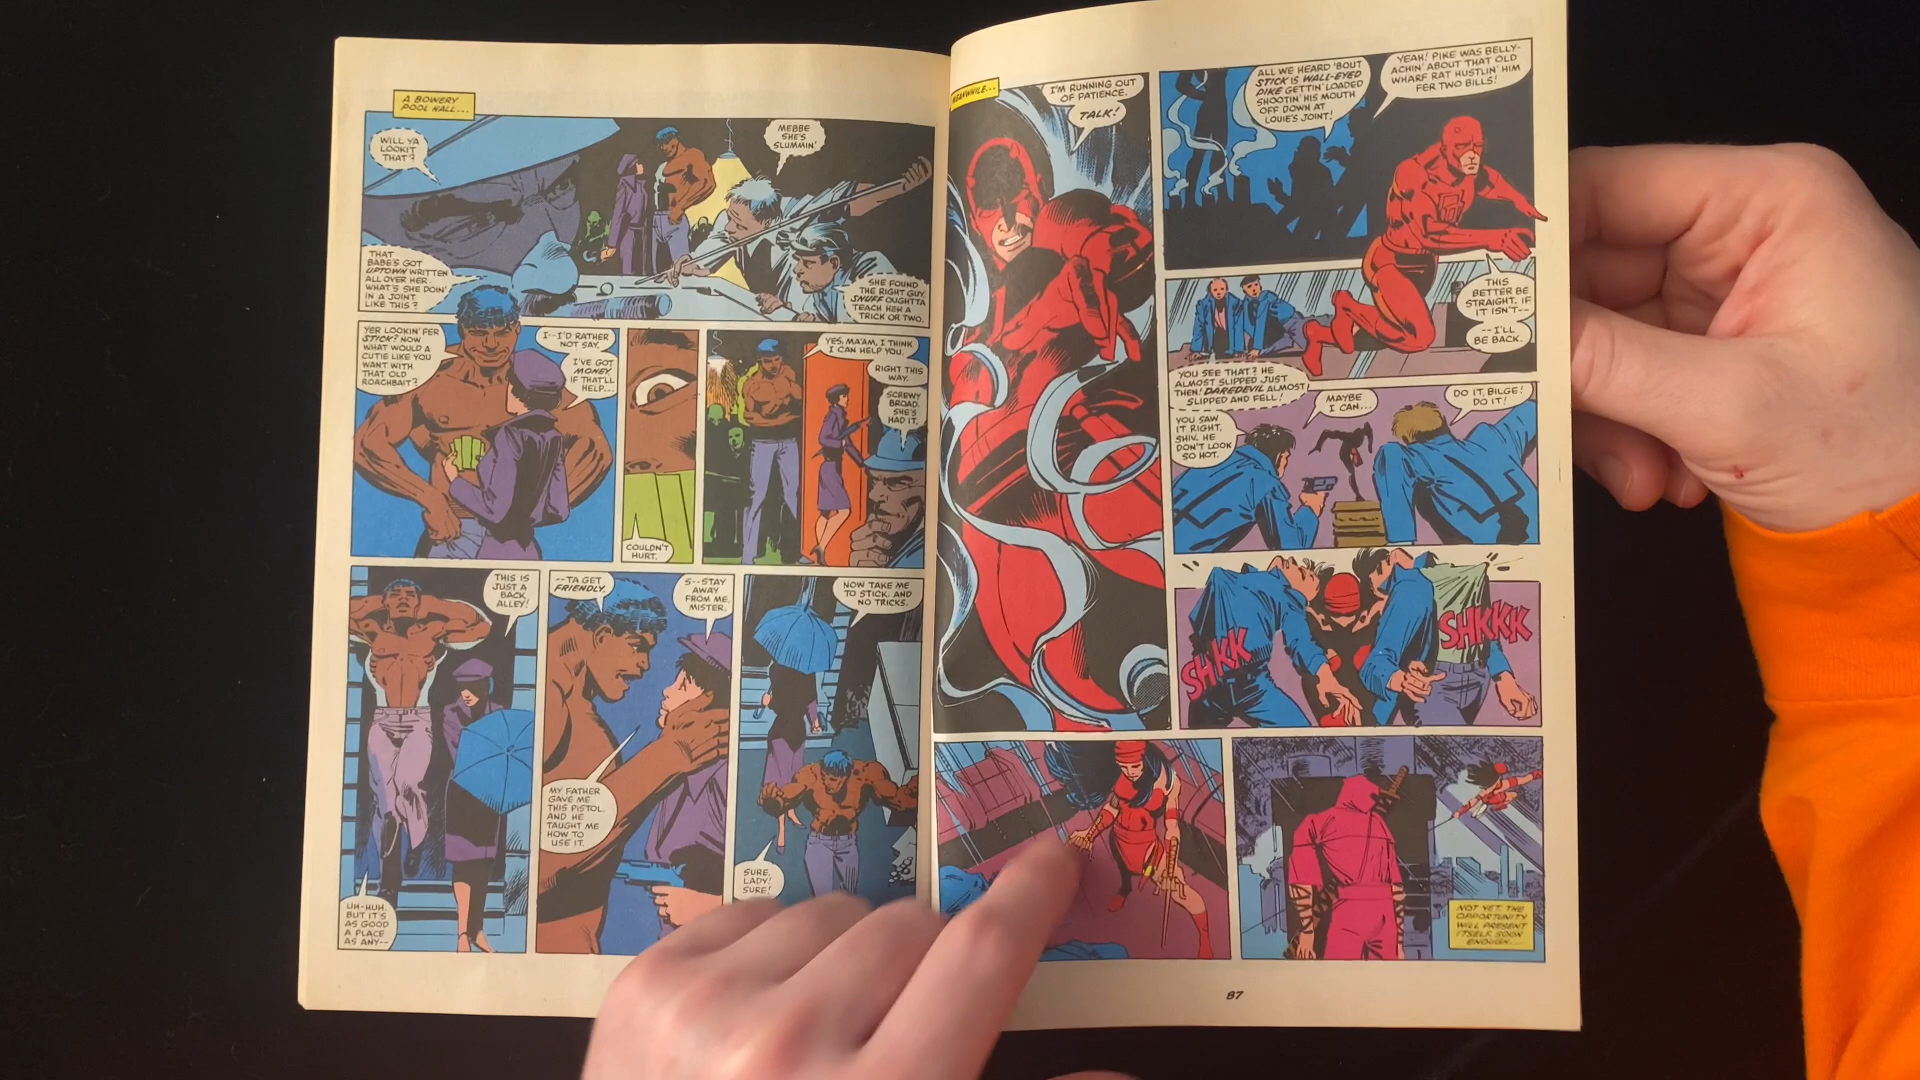 A BOWERY
POOL HALL...
WILL YA
LOOKIT
THAT?
MEBBE
SHE'S
SLUMMIN'!
THAT
BABE'S GOT
UPTOWN WRITTEN
ALL OVER HER.
WHAT'S SHE DOIN'
IN A JOINT
LIKE THIS?
SHE FOUND
THE RIGHT GUY.
SNUFF OUGHTTA
TEACH HER A
TRICK OR TWO.
YER LOOKIN' FER
STICK? NOW
WHAT WOULD A
CUTIE LIKE YOU
WANT WITH
THAT OLD
ROACHBAIT?
I--I'D RATHER
NOT SAY.
I'VE GOT
MONEY,
IF THAT'LL
HELP...
COULDN'T
HURT.
YES, MA'AM, I THINK
I CAN HELP YOU.
RIGHT THIS
WAY.
SCREWY
BROAD.
SHE'S
HAD IT.
THIS IS
JUST A
BACK
ALLEY!
UH-HUH.
BUT IT'S
AS GOOD
A PLACE
AS ANY--
--TA GET
FRIENDLY.
S--STAY
AWAY
FROM ME,
MISTER.
MY FATHER
GAVE ME
THIS PISTOL.
AND HE
TAUGHT ME
HOW TO
USE IT.
NOW TAKE ME
TO STICK. AND
NO TRICKS.
SURE,
LADY!
SURE!
MEANWHILE...
I'M RUNNING OUT
OF PATIENCE.
TALK!
ALL WE HEARD 'BOUT
STICK IS WALL-EYED
PIKE GETTIN' LOADED
SHOOTIN' HIS MOUTH
OFF DOWN AT
LOUIE'S JOINT!
YEAH! PIKE WAS BELLY-
ACHIN' ABOUT THAT OLD
WHARF RAT HUSTLIN' HIM
FER TWO BILLS!
THIS
BETTER BE
STRAIGHT. IF
IT ISN'T--
--I'LL
BE BACK.
YOU SEE THAT? HE
ALMOST SLIPPED JUST
THEN! DAREDEVIL ALMOST
SLIPPED AND FELL!
YOU SAW
IT RIGHT,
SHIV. HE
DON'T LOOK
SO HOT.
MAYBE
I CAN...
DO IT, BILGE!
DO IT!
SHKK
SHKKK
NOT YET. THE
OPPORTUNITY
WILL PRESENT
ITSELF SOON
ENOUGH...
87